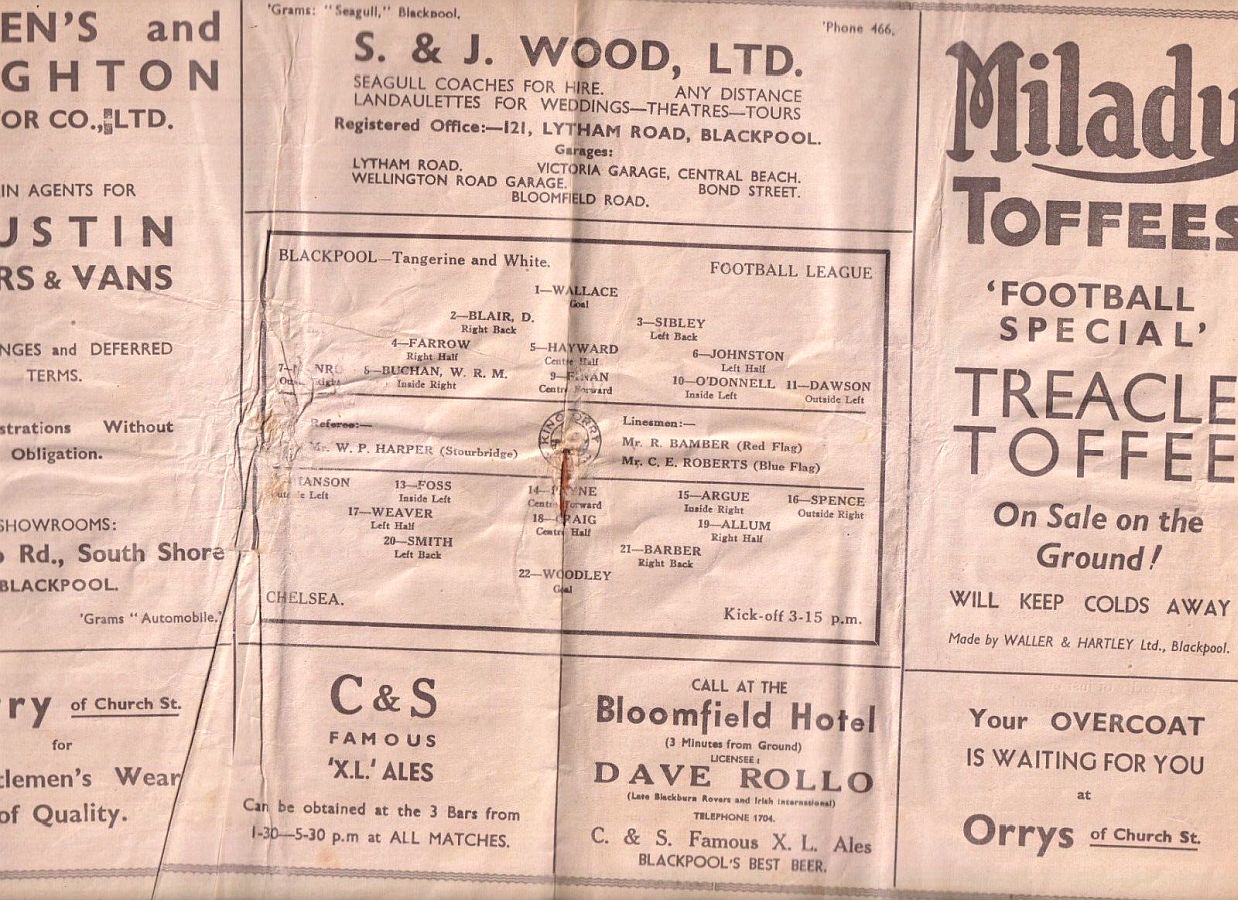 EN'S and
GHTON
OR CO., LTD.
IN AGENTS FOR
USTIN
RS & VANS
NGES and DEFERRED
TERMS.
strations Without
Obligation.
SHOWROOMS:
Rd., South Shore
BLACKPOOL.
'Grams "Automobile.'
rry of Church St.
for
tlemen's Wear
of Quality.
'Grams: "Seagull," Blackpool.
'Phone 466.
S. & J. WOOD, LTD.
SEAGULL COACHES FOR HIRE. ANY DISTANCE
LANDAULETTES FOR WEDDINGS—THEATRES—TOURS
Registered Office:—121, LYTHAM ROAD, BLACKPOOL.
Garages:
LYTHAM ROAD. VICTORIA GARAGE, CENTRAL BEACH.
WELLINGTON ROAD GARAGE. BOND STREET.
BLOOMFIELD ROAD.
BLACKPOOL—Tangerine and White. FOOTBALL LEAGUE
1—WALLACE
Goal
2—BLAIR, D. 3—SIBLEY
Right Back Left Back
4—FARROW 5—HAYWARD 6—JOHNSTON
Right Half Centre Half Left Half
7— 8—BUCHAN, W. R. M. 9—FINAN 10—O'DONNELL 11—DAWSON
Right Inside Right Centre Forward Inside Left Outside Left
Referee:— Linesmen:—
Mr. W. P. HARPER (Stourbridge) Mr. R. BAMBER (Red Flag)
Mr. C. E. ROBERTS (Blue Flag)
HANSON 13—FOSS 14—PAYNE 15—ARGUE 16—SPENCE
Outside Left Inside Left Centre Forward Inside Right Outside Right
17—WEAVER 18—CRAIG 19—ALLUM
Left Half Centre Half Right Half
20—SMITH 21—BARBER
Left Back Right Back
22—WOODLEY
Goal
CHELSEA. Kick-off 3-15 p.m.
C & S
FAMOUS
'X.L.' ALES
Can be obtained at the 3 Bars from
1-30—5-30 p.m at ALL MATCHES.
CALL AT THE
Bloomfield Hotel
(3 Minutes from Ground)
LICENSEE:
DAVE ROLLO
(Late Blackburn Rovers and Irish International)
TELEPHONE 1704.
C. & S. Famous X. L. Ales
BLACKPOOL'S BEST BEER.
Milady
TOFFEES
'FOOTBALL
SPECIAL'
TREACLE
TOFFEE
On Sale on the
Ground!
WILL KEEP COLDS AWAY
Made by WALLER & HARTLEY Ltd., Blackpool.
Your OVERCOAT
IS WAITING FOR YOU
at
Orrys of Church St.